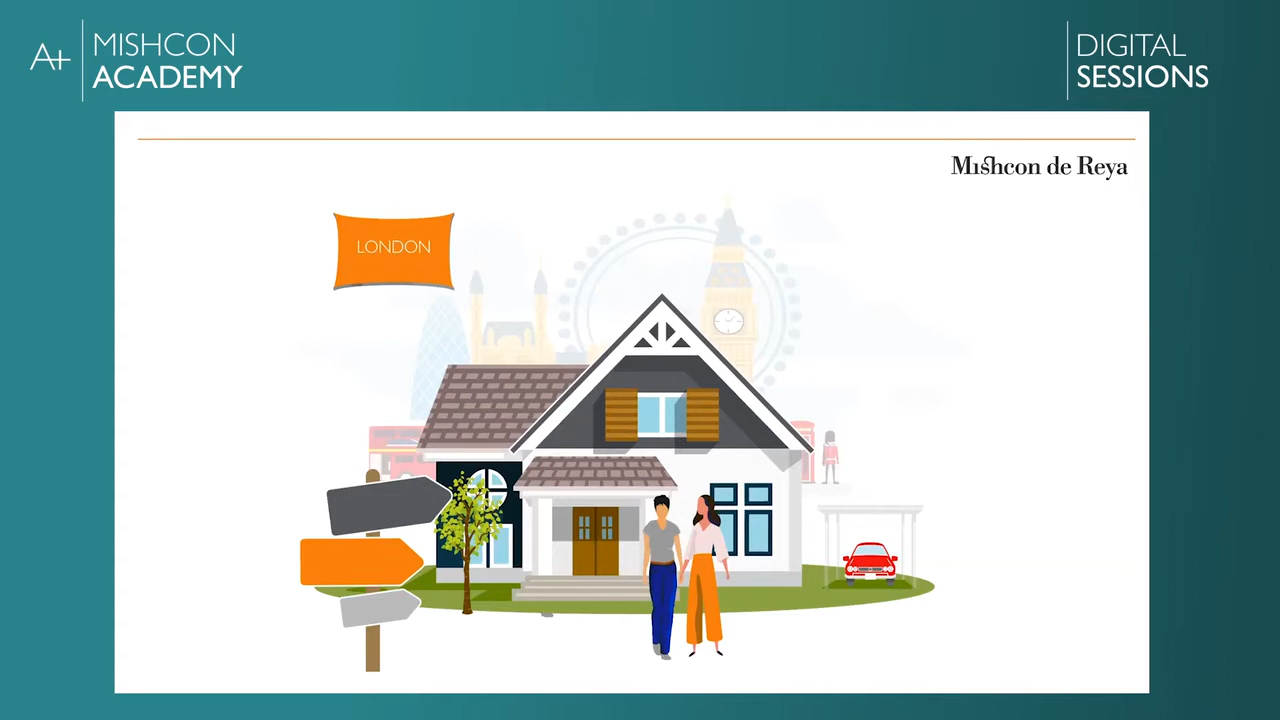 A+
MISHCON
ACADEMY
DIGITAL
SESSIONS
Mishcon de Reya
LONDON